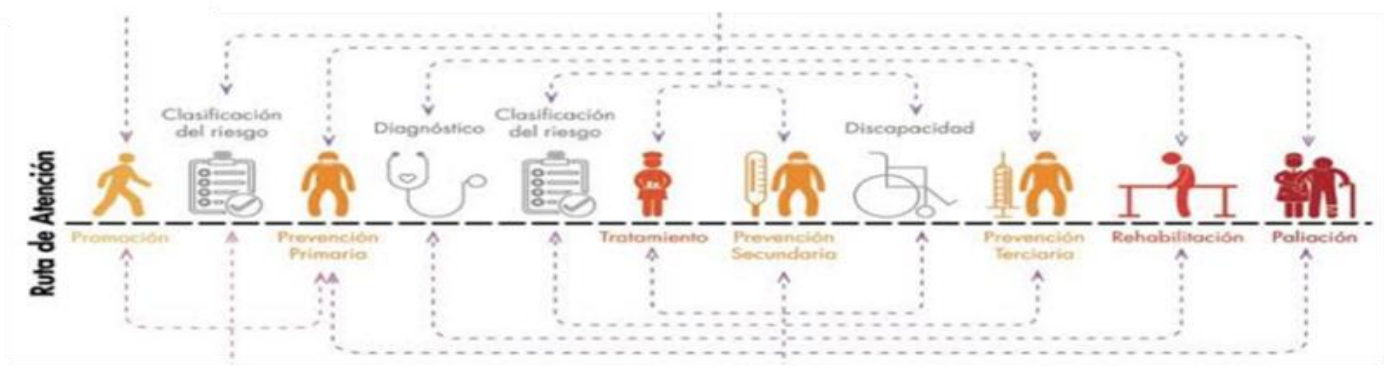 Ruta de Atención
Clasificación
del riesgo
Diagnóstico
Clasificación
del riesgo
Discapacidad
Promoción
Prevención
Primaria
Tratamiento
Prevención
Secundaria
Prevención
Terciaria
Rehabilitación
Paliación